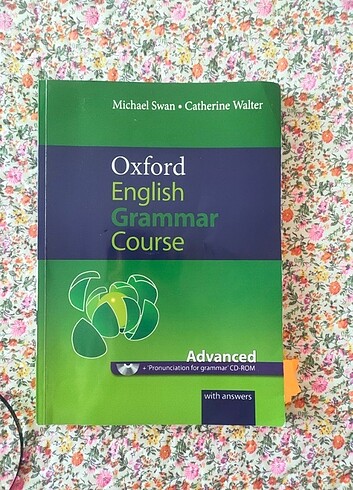 Michael Swan • Catherine Walter
Oxford
English
Grammar
Course
Advanced
+ 'Pronunciation for grammar' CD-ROM
with answers